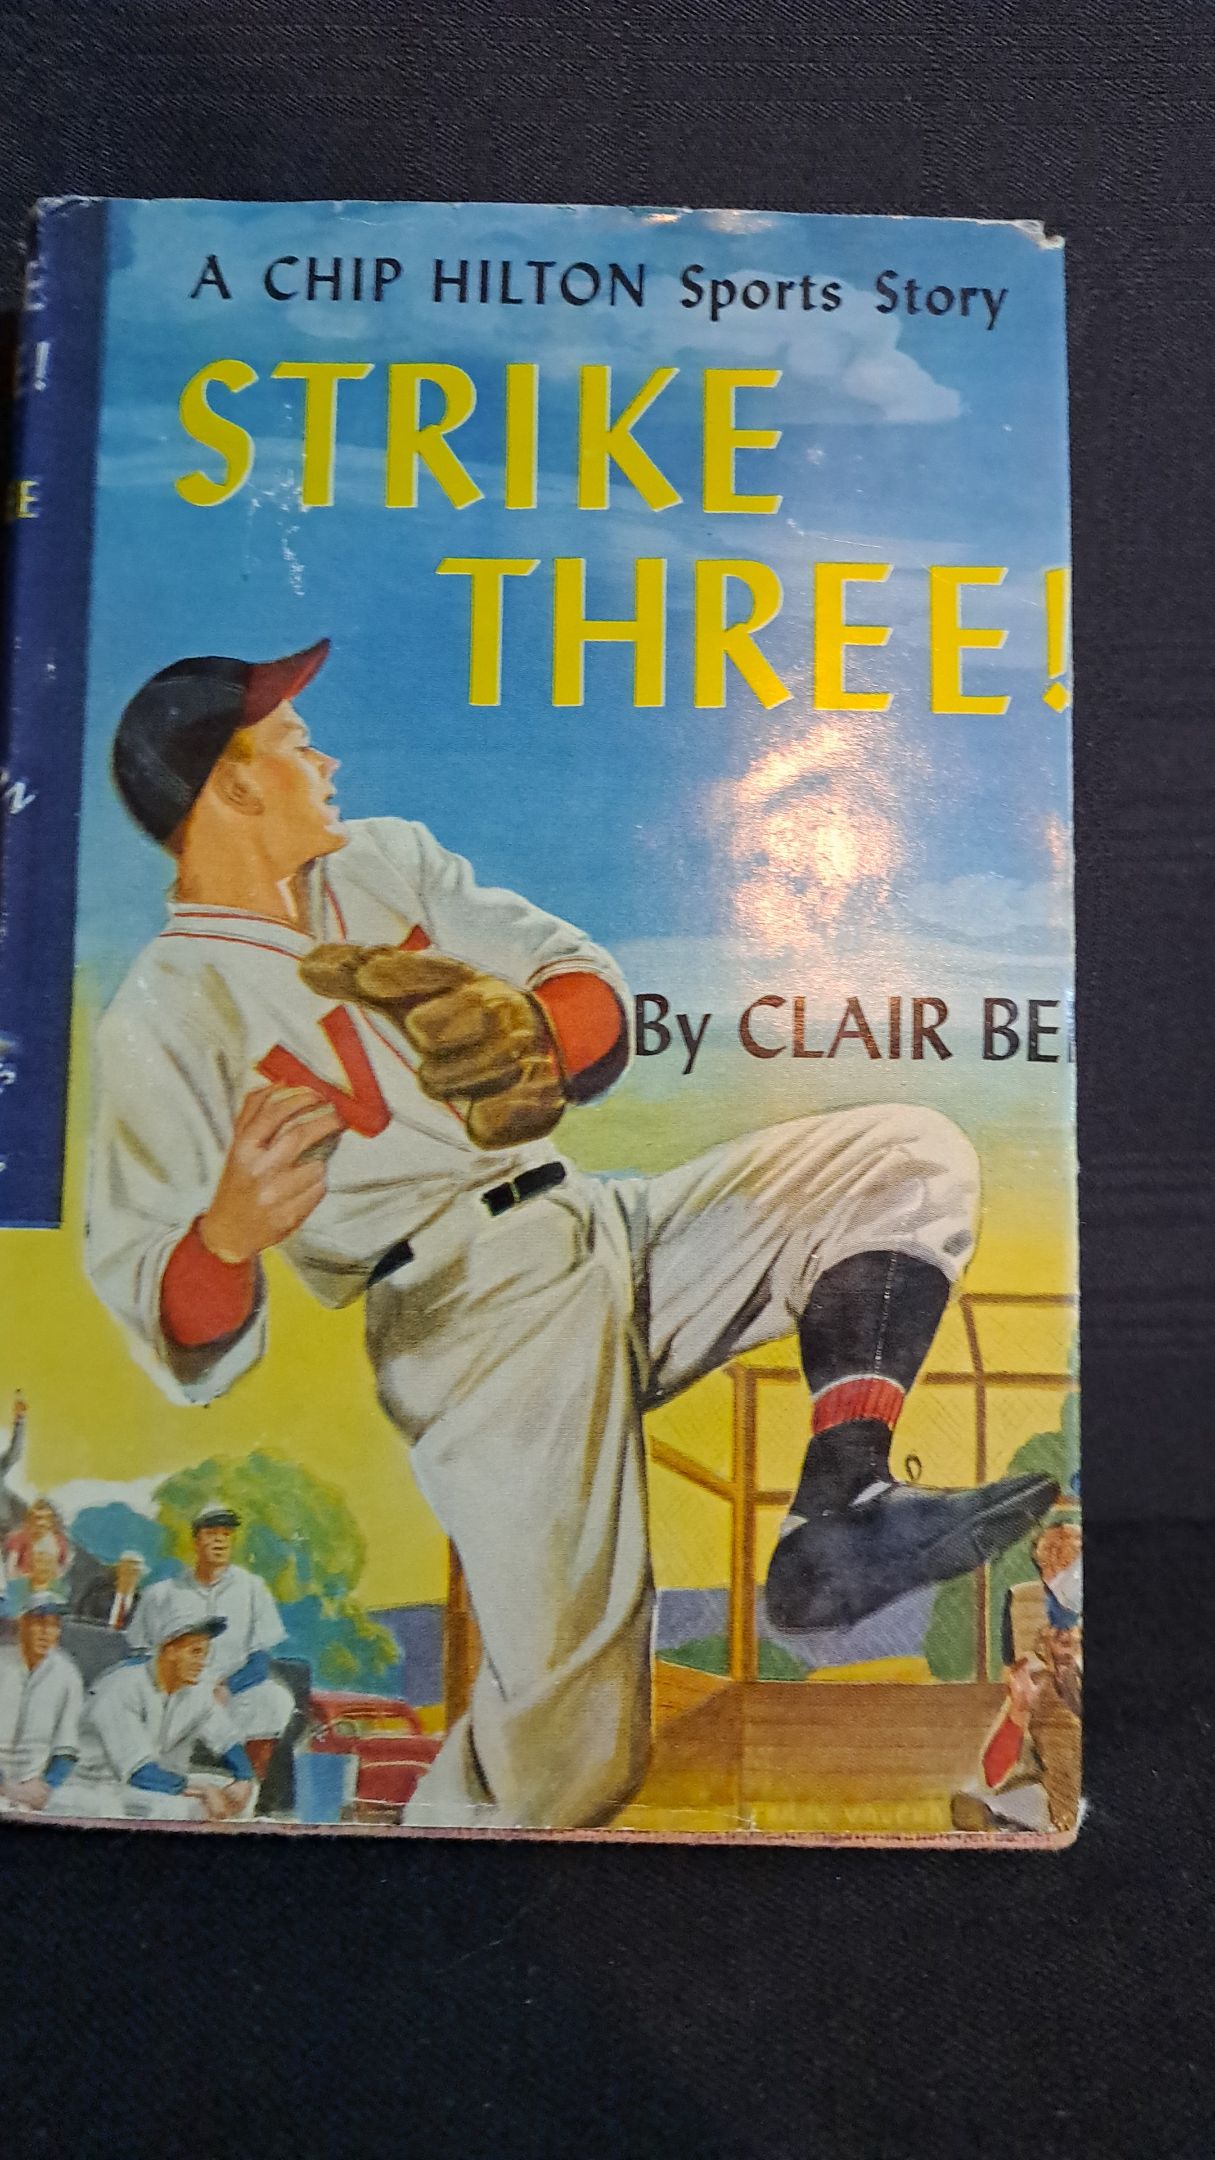 A CHIP HILTON Sports Story
STRIKE
THREE!
By CLAIR BE
V
!
E